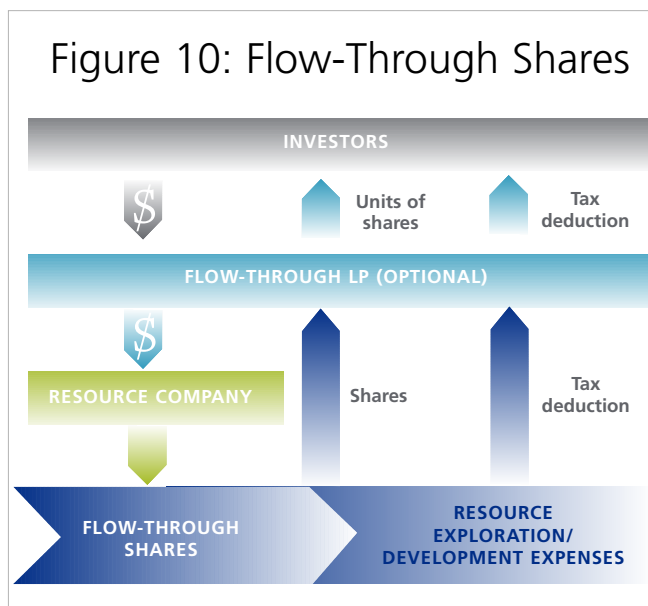 Figure 10: Flow-Through Shares
INVESTORS
$
Units of
shares
Tax
deduction
FLOW-THROUGH LP (OPTIONAL)
$
RESOURCE COMPANY
Shares
Tax
deduction
FLOW-THROUGH
SHARES
RESOURCE
EXPLORATION/
DEVELOPMENT EXPENSES